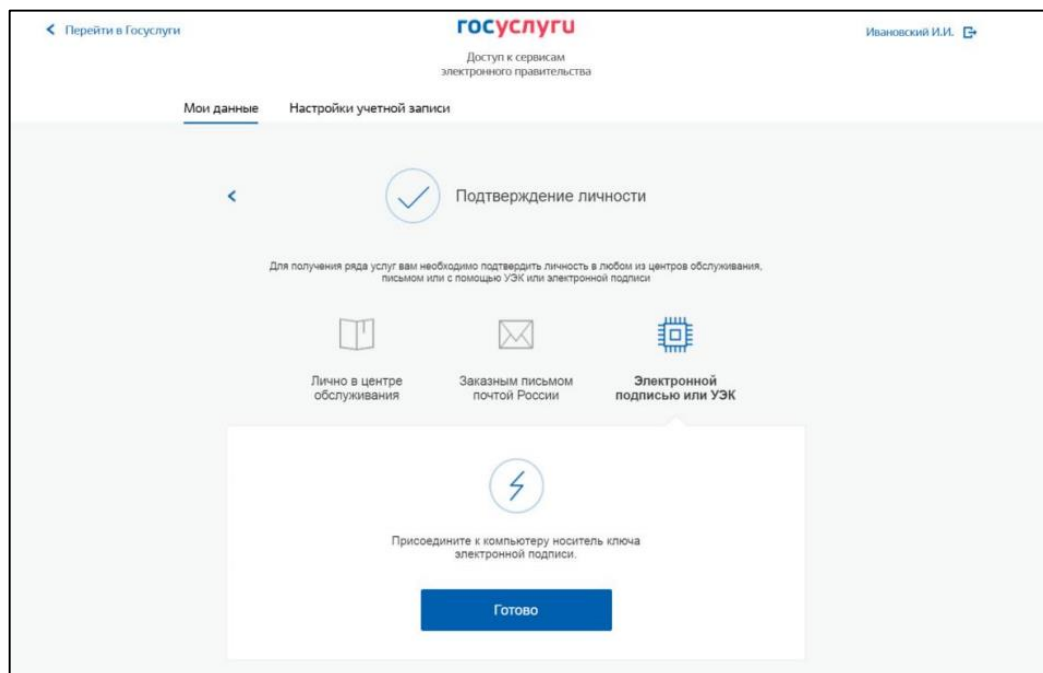 Перейти в Госуслуги
госуслуги
Ивановский И.И.
Доступ к сервисам
электронного правительства
Мои данные
Настройки учетной записи
Подтверждение личности
Для получения ряда услуг вам необходимо подтвердить личность в любом из центров обслуживания,
письмом или с помощью УЭК или электронной подписи
Лично в центре
обслуживания
Заказным письмом
почтой России
Электронной
подписью или УЭК
Присоедините к компьютеру носитель ключа
электронной подписи.
Готово